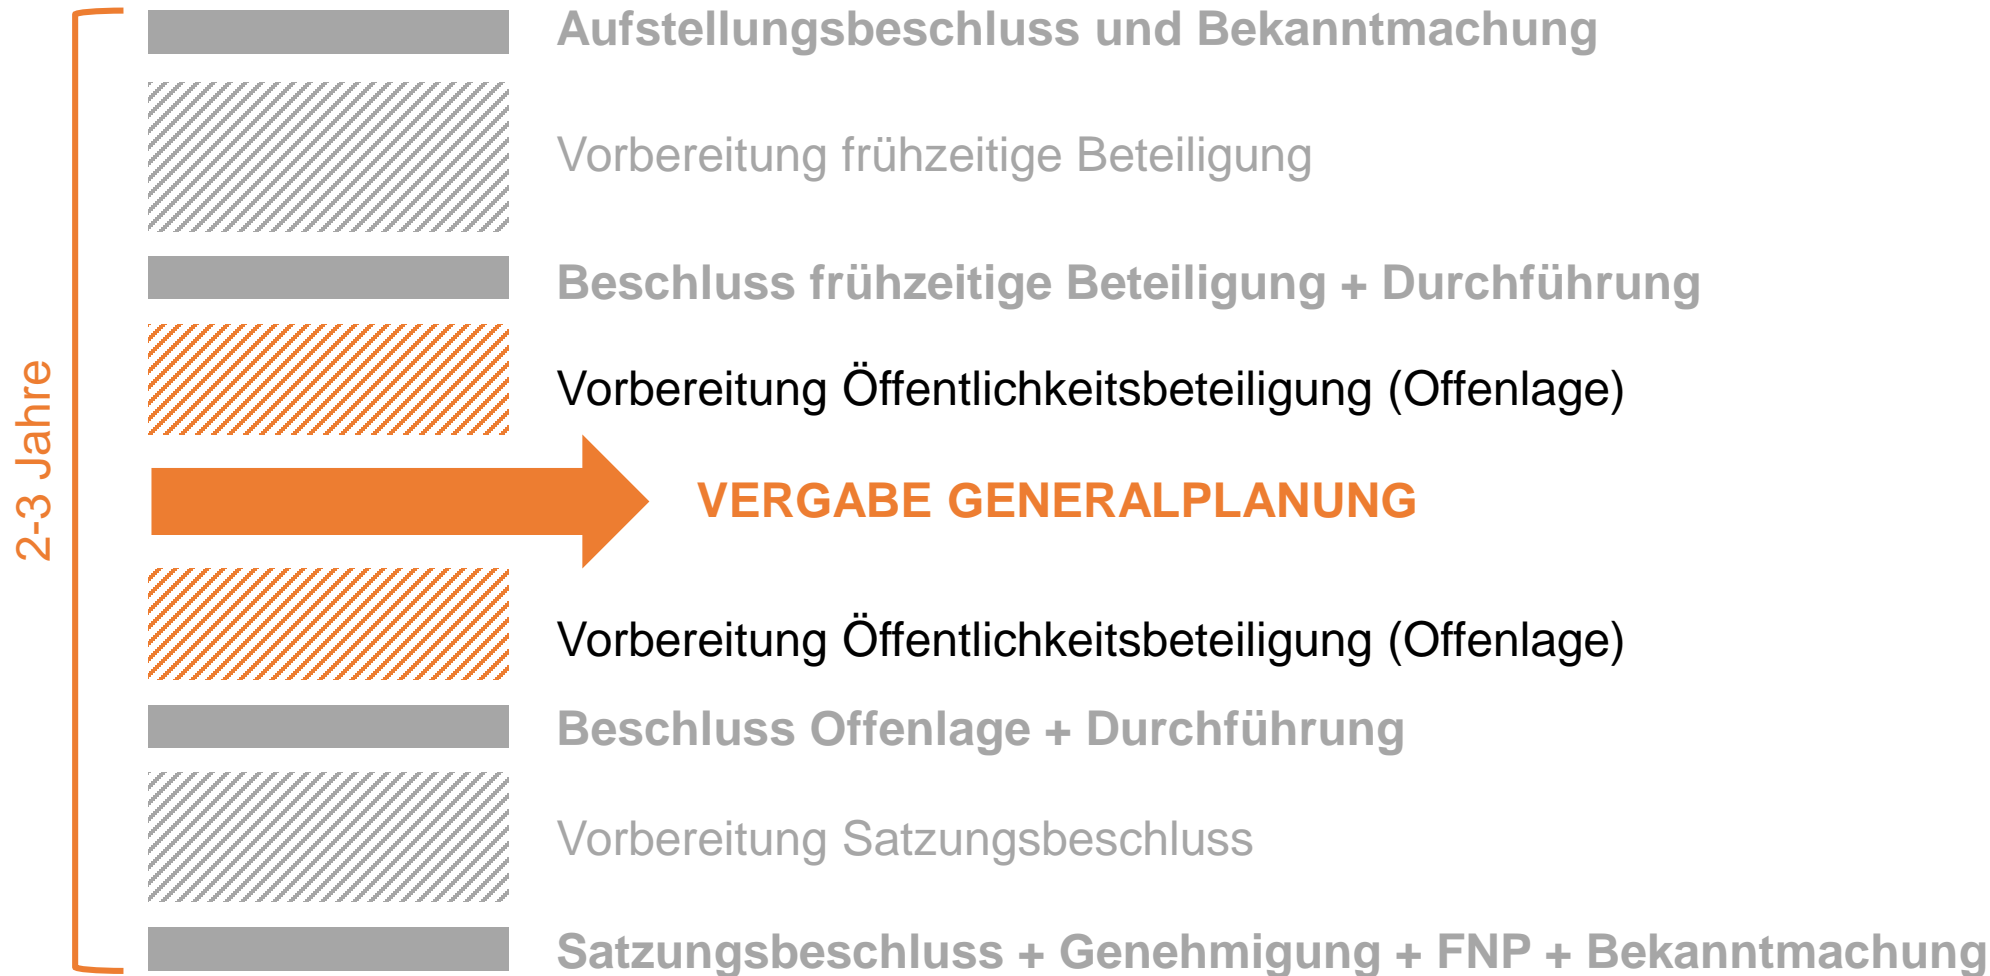 Aufstellungsbeschluss und Bekanntmachung
Vorbereitung frühzeitige Beteiligung
Beschluss frühzeitige Beteiligung + Durchführung
Vorbereitung Öffentlichkeitsbeteiligung (Offenlage)
2-3 Jahre
VERGABE GENERALPLANUNG
Vorbereitung Öffentlichkeitsbeteiligung (Offenlage)
Beschluss Offenlage + Durchführung
Vorbereitung Satzungsbeschluss
Satzungsbeschluss + Genehmigung + FNP + Bekanntmachung